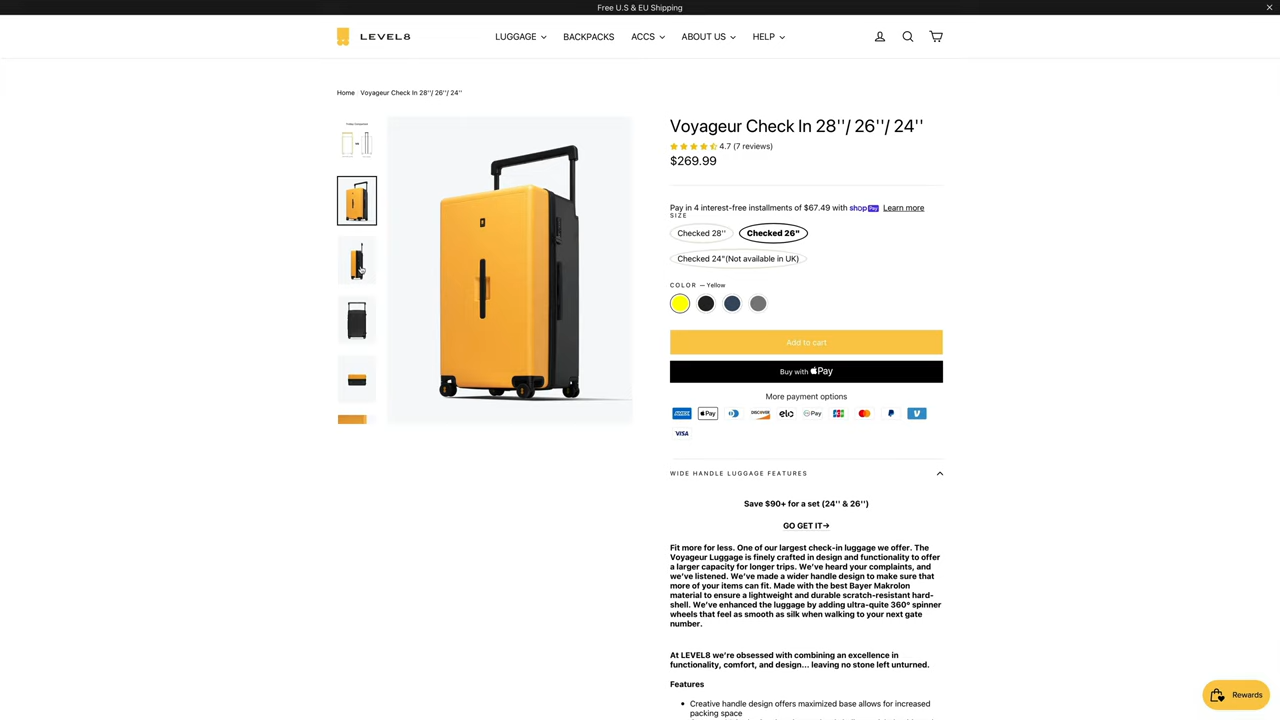 Free U.S & EU Shipping
LEVEL8
LUGGAGE
BACKPACKS
ACCS
ABOUT US
HELP
Home
Voyageur Check In 28''/ 26''/ 24''
Voyageur Check In 28''/ 26''/ 24''
4.7 (7 reviews)
$269.99
Pay in 4 interest-free installments of $67.49 with shop Pay Learn more
SIZE
Checked 28''
Checked 26"
Checked 24"(Not available in UK)
COLOR — Yellow
Add to cart
Buy with Pay
More payment options
Pay
DISCOVER
elo
Pay
JCB
VISA
WIDE HANDLE LUGGAGE FEATURES
Save $90+ for a set (24'' & 26'')
GO GET IT→
Fit more for less. One of our largest check-in luggage we offer. The
Voyageur Luggage is finely crafted in design and functionality to offer
a larger capacity for longer trips. We've heard your complaints, and
we've listened. We've made a wider handle design to make sure that
more of your items can fit. Made with the best Bayer Makrolon
material to ensure a lightweight and durable scratch-resistant hard-
shell. We've enhanced the luggage by adding ultra-quite 360° spinner
wheels that feel as smooth as silk when walking to your next gate
number.
At LEVEL8 we're obsessed with combining an excellence in
functionality, comfort, and design... leaving no stone left unturned.
Features
Creative handle design offers maximized base allows for increased
packing space
Rewards